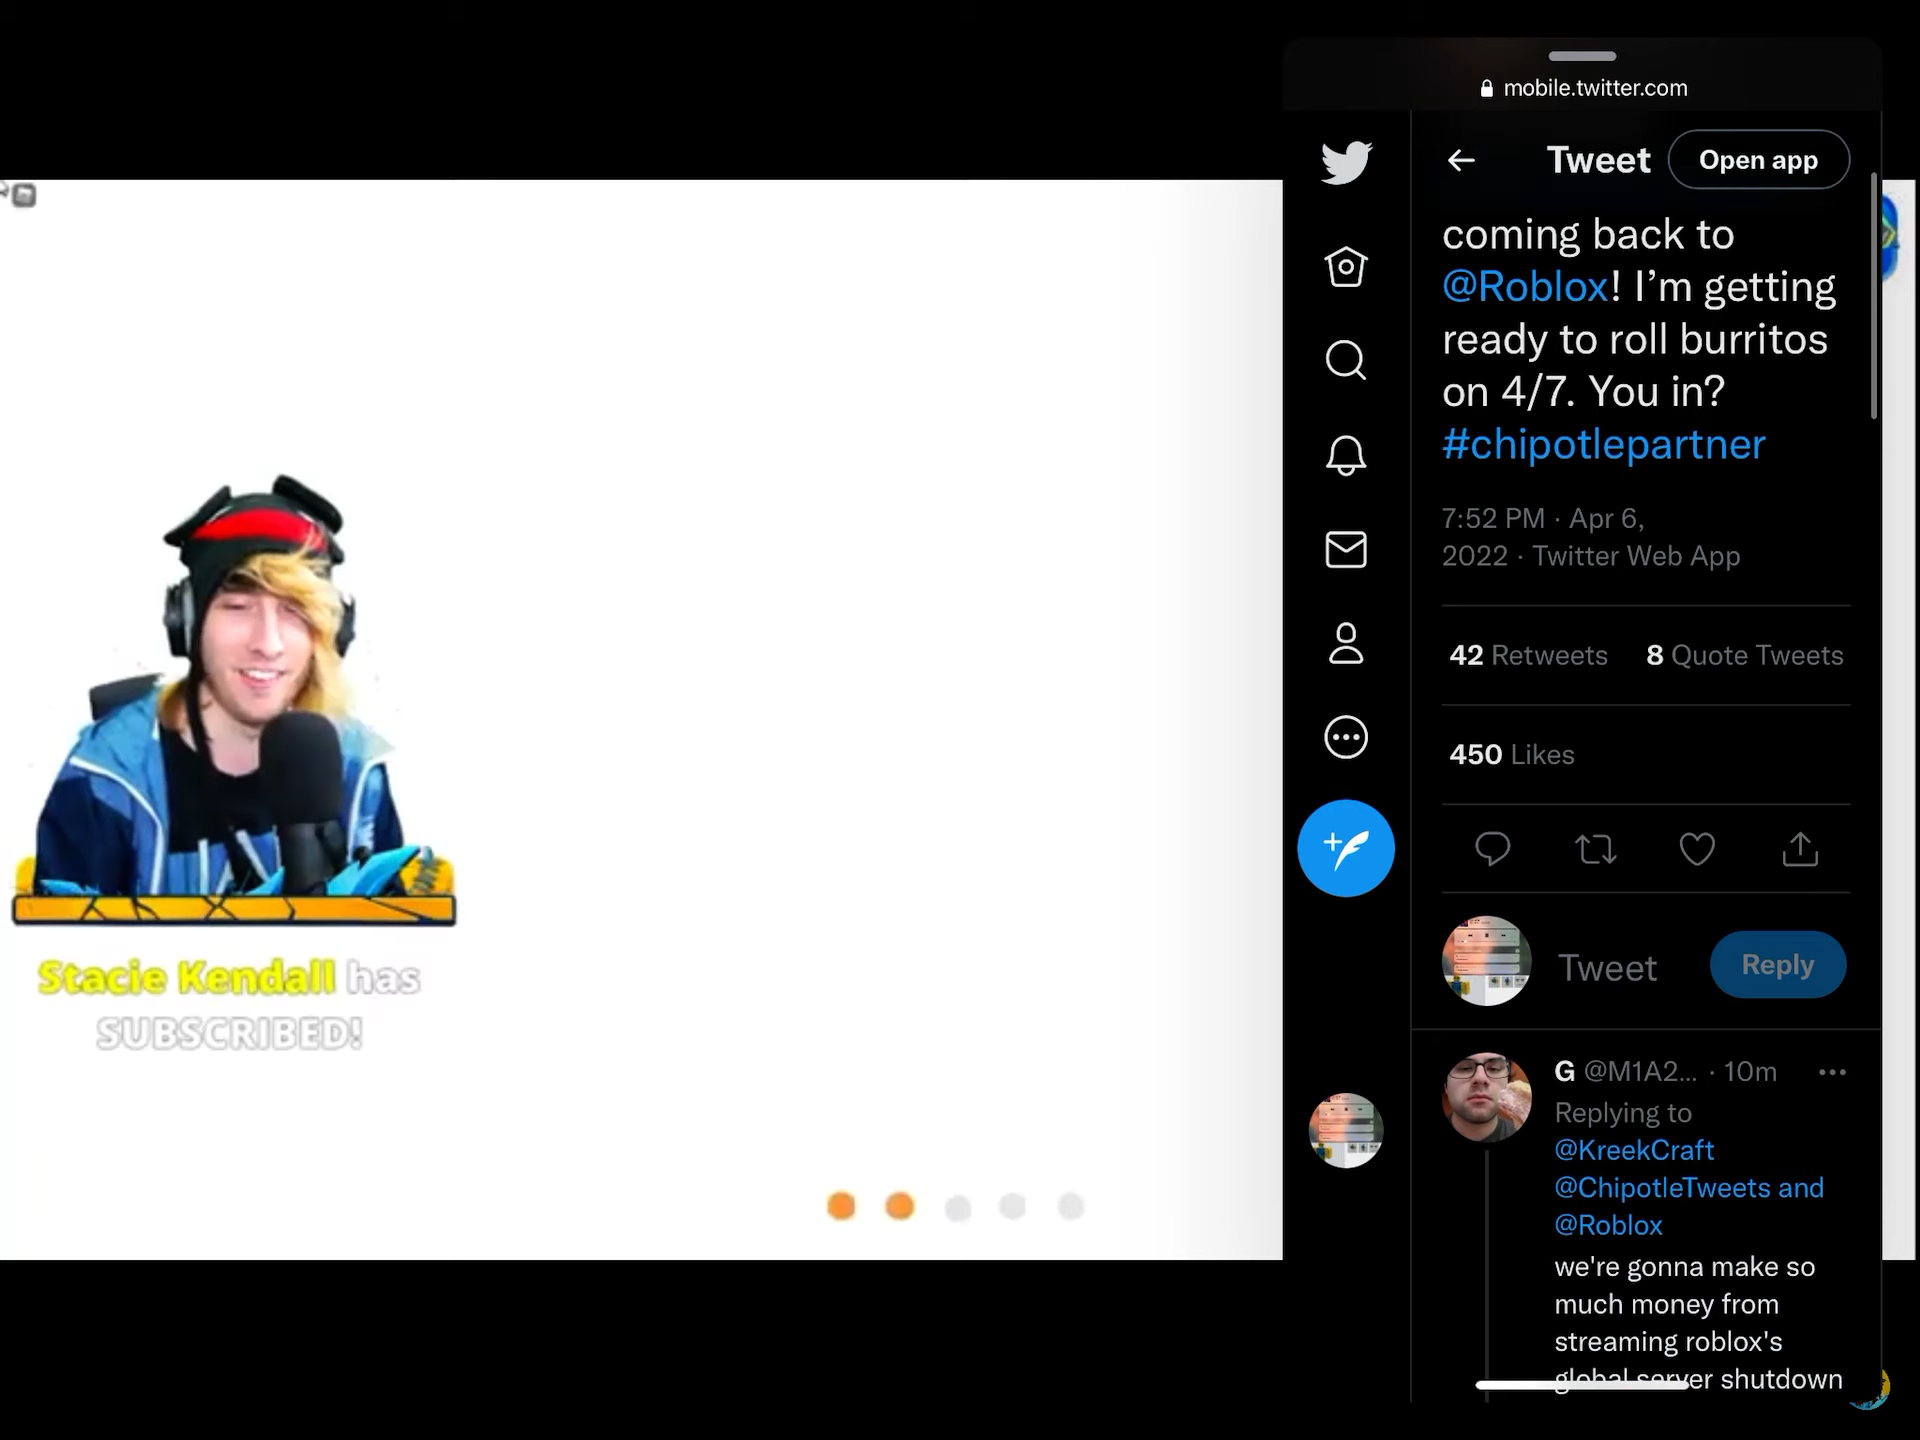 Stacie Kendall has
SUBSCRIBED!
mobile.twitter.com
Tweet
Open app
coming back to
@Roblox! I’m getting
ready to roll burritos
on 4/7. You in?
#chipotlepartner
7:52 PM · Apr 6,
2022 · Twitter Web App
42 Retweets 8 Quote Tweets
450 Likes
Tweet
Reply
G @M1A2... · 10m
Replying to
@KreekCraft
@ChipotleTweets and
@Roblox
we're gonna make so
much money from
streaming roblox's
global server shutdown